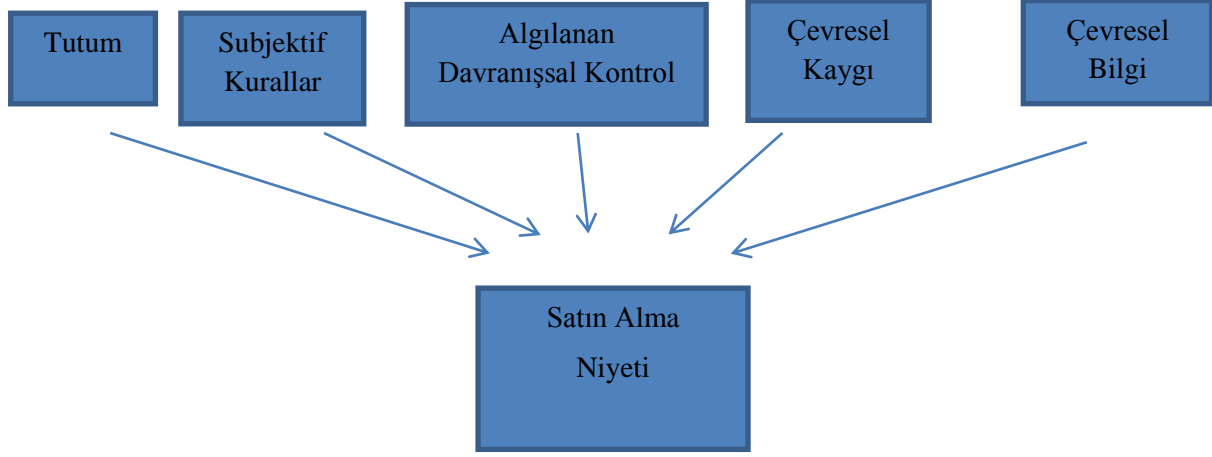 Tutum
Subjektif
Kurallar
Algılanan
Davranışsal Kontrol
Çevresel
Kaygı
Çevresel
Bilgi
Satın Alma
Niyeti